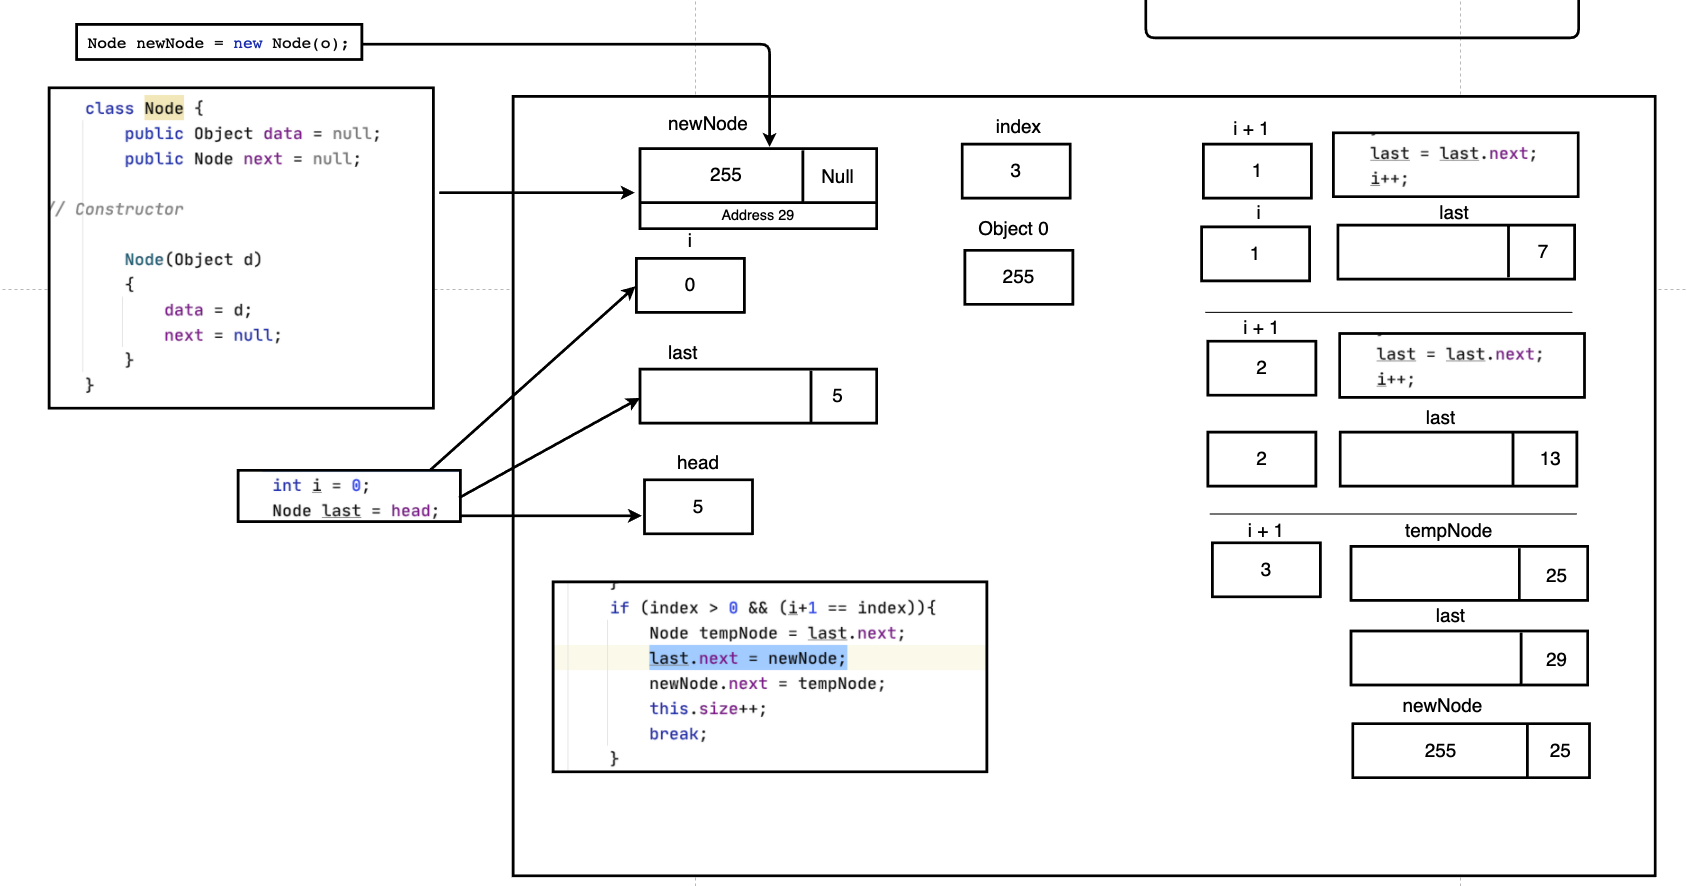 Node newNode = new Node(o);
class Node {
public Object data = null;
public Node next = null;
// Constructor
Node(Object d)
{
data = d;
next = null;
}
}
int i = 0;
Node last = head;
newNode
255
Null
Address 29
i
0
last
5
head
5
index
3
Object 0
255
if (index > 0 && (i+1 == index)){
Node tempNode = last.next;
last.next = newNode;
newNode.next = tempNode;
this.size++;
break;
}
i + 1
1
last = last.next;
i++;
i
1
last
7
i + 1
2
last = last.next;
i++;
2
last
13
i + 1
3
tempNode
25
last
29
newNode
255
25